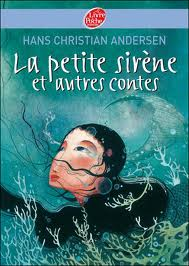 Livre
de
Poche
HANS CHRISTIAN ANDERSEN
La petite sirène
et autres contes